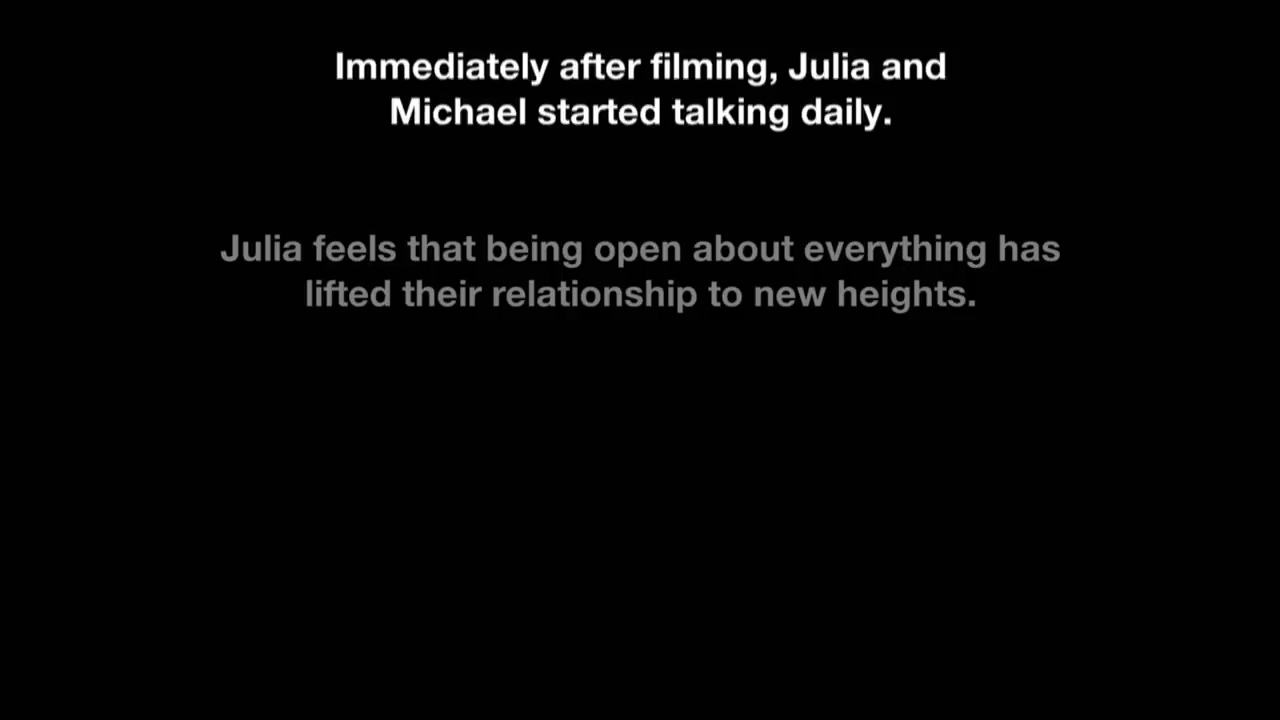 Immediately after filming, Julia and
Michael started talking daily.
Julia feels that being open about everything has
lifted their relationship to new heights.